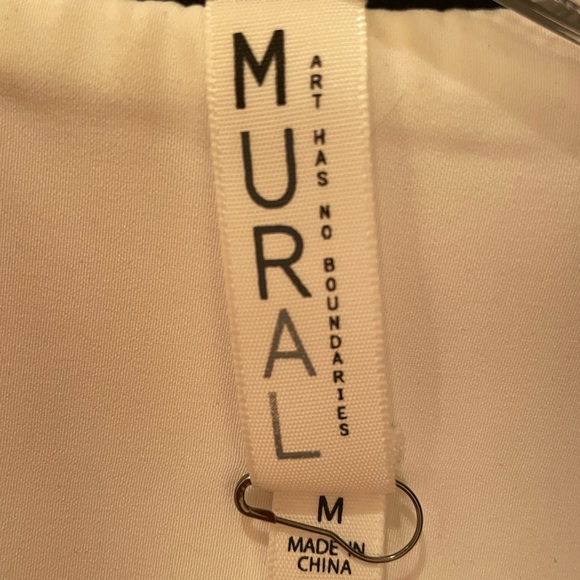 MURAL
ART HAS NO BOUNDARIES
M
MADE IN
CHINA